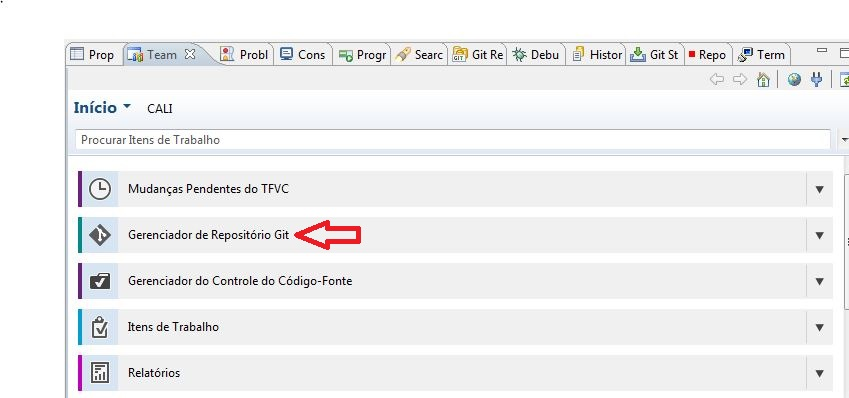 Prop Team Probl Cons Progr Searc Git Re Debu Histor Git St Repo Term
Início CALI
Procurar Itens de Trabalho
Mudanças Pendentes do TFVC
Gerenciador de Repositório Git
Gerenciador do Controle do Código-Fonte
Itens de Trabalho
Relatórios